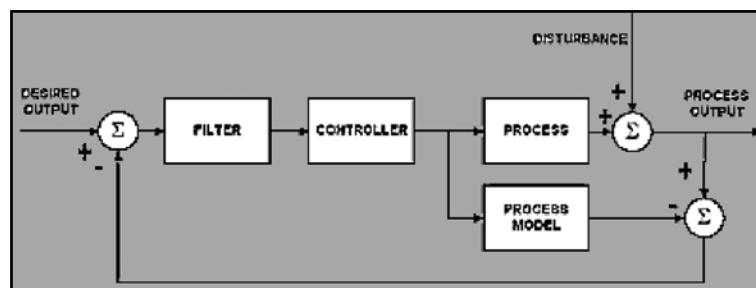 DISTURBANCE
DESIRED
OUTPUT
PROCESS
OUTPUT
+
+
Σ
FILTER
CONTROLLER
PROCESS
Σ
+
-
+
-
PROCESS
MODEL
Σ